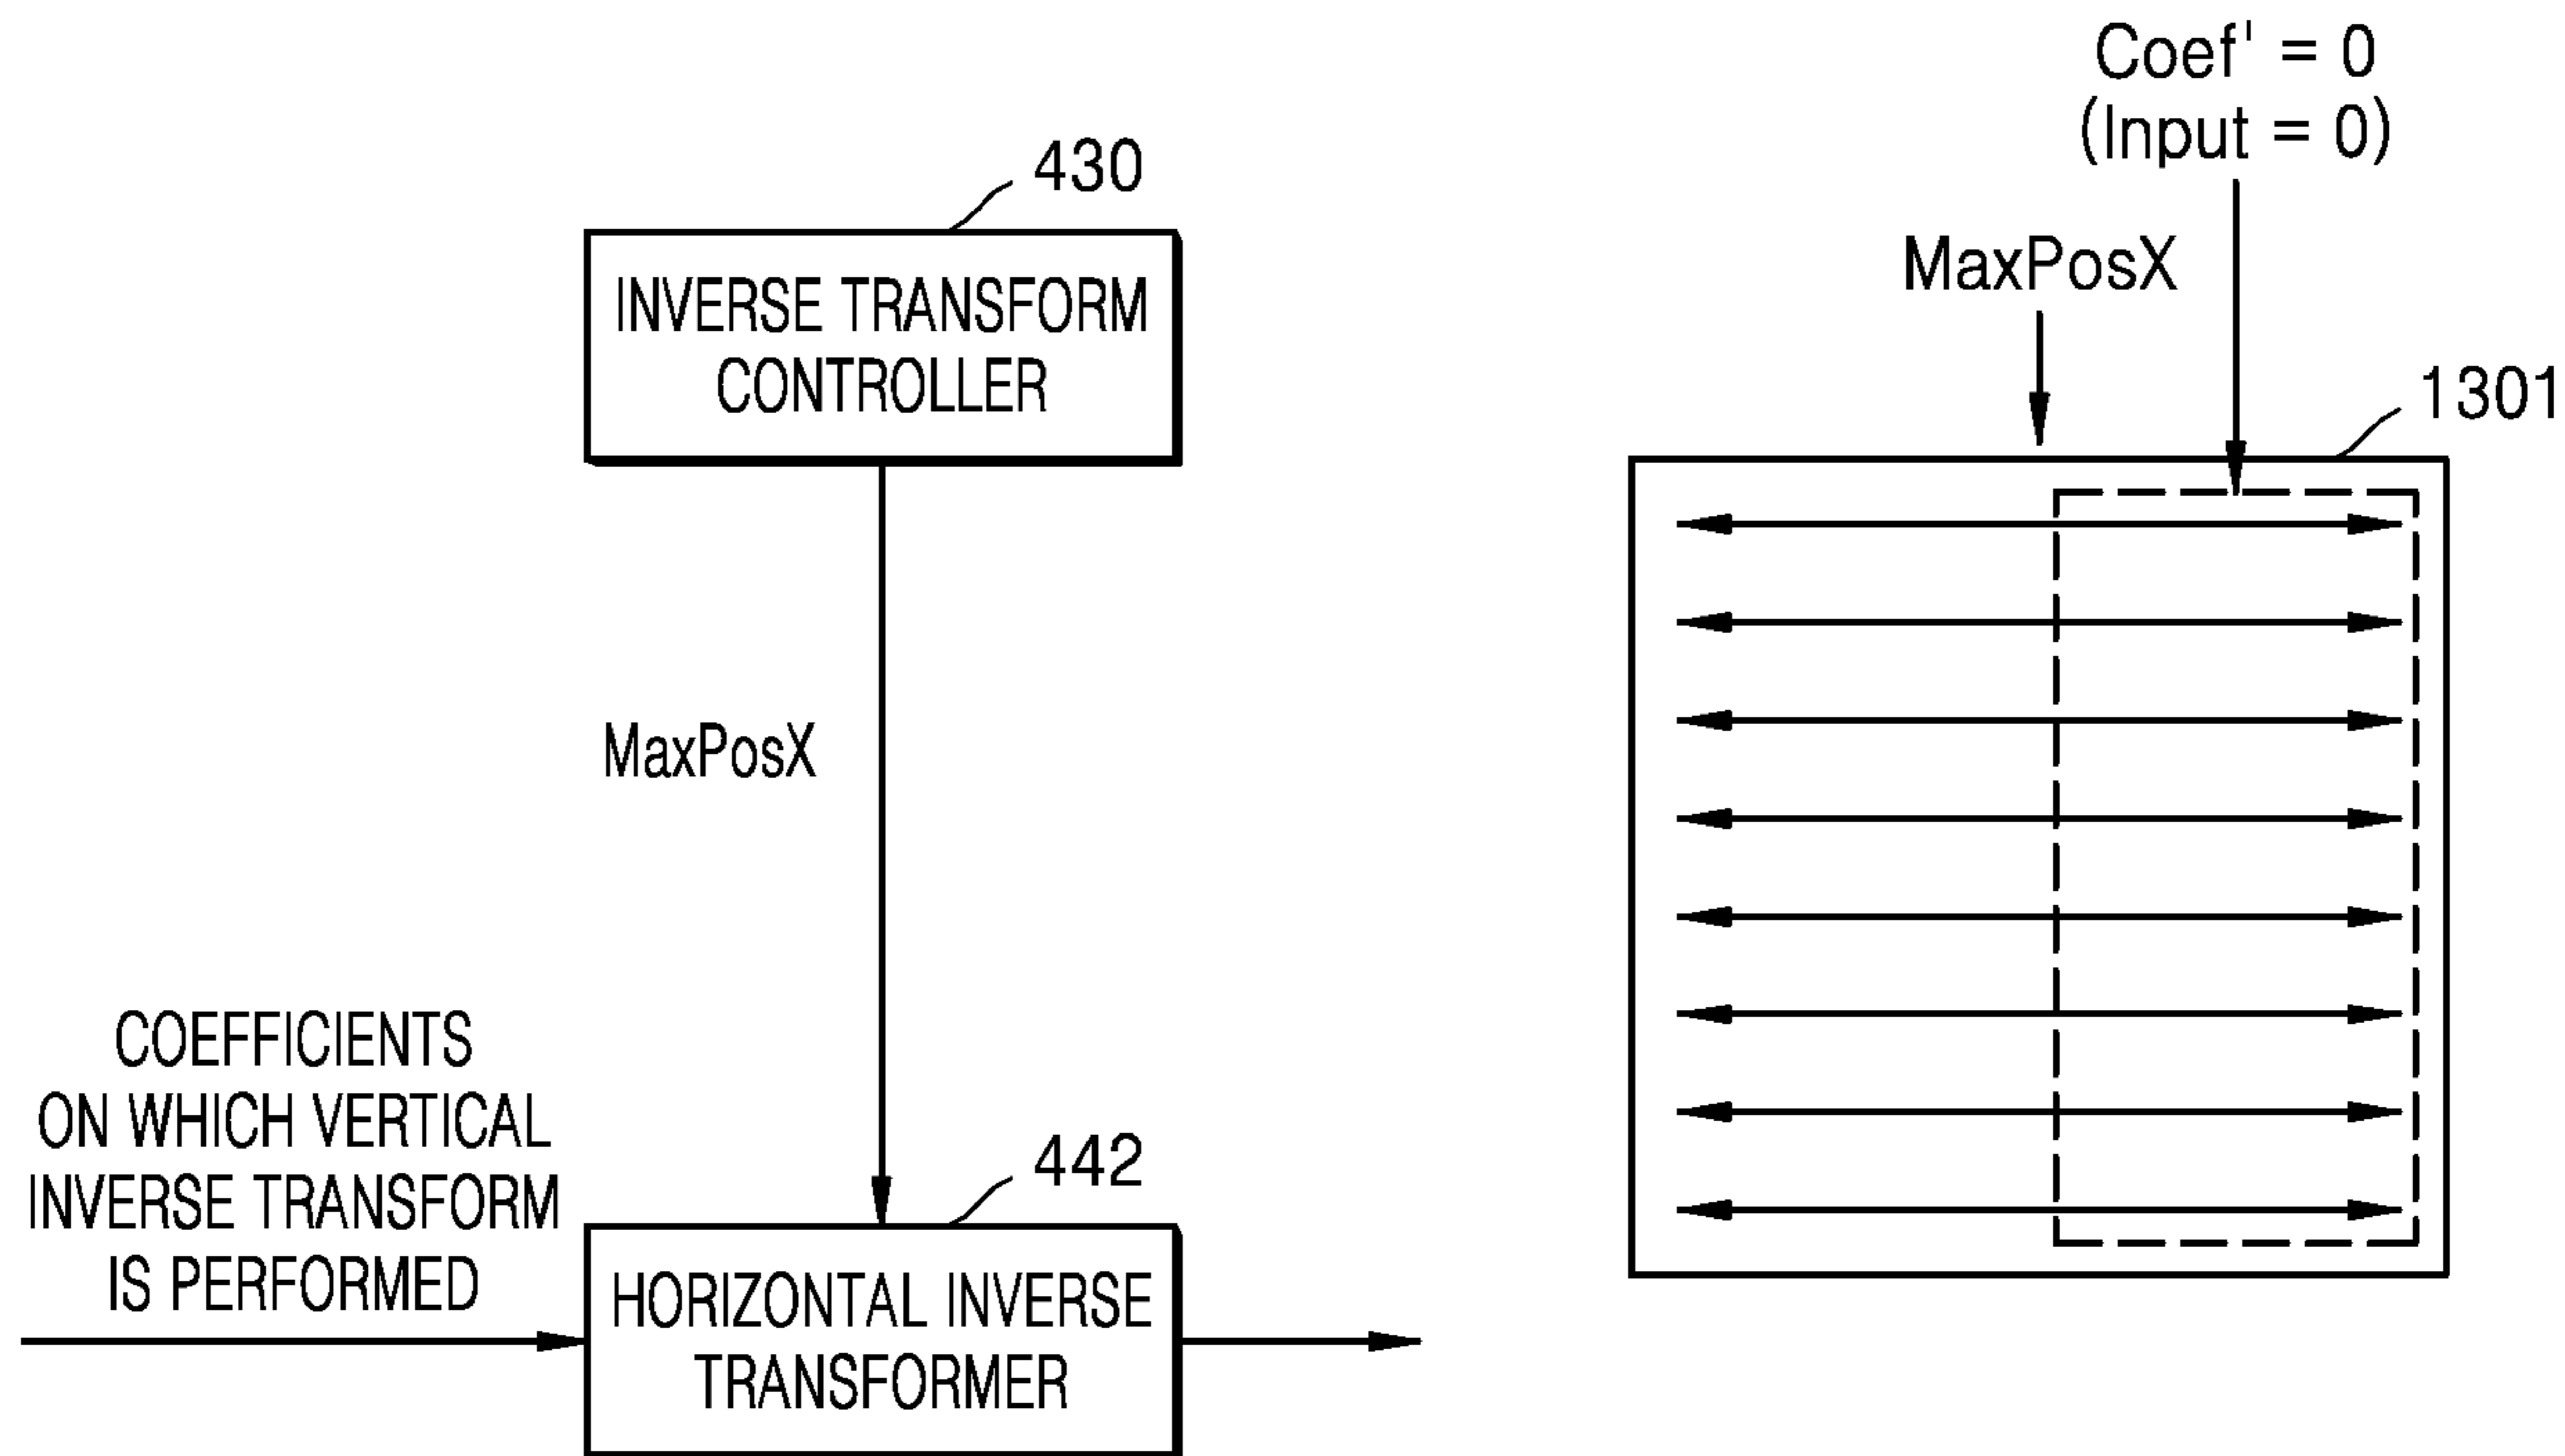 430
INVERSE TRANSFORM
CONTROLLER
MaxPosX
COEFFICIENTS
ON WHICH VERTICAL
INVERSE TRANSFORM
IS PERFORMED
442
HORIZONTAL INVERSE
TRANSFORMER
Coef' = 0
(Input = 0)
MaxPosX
1301